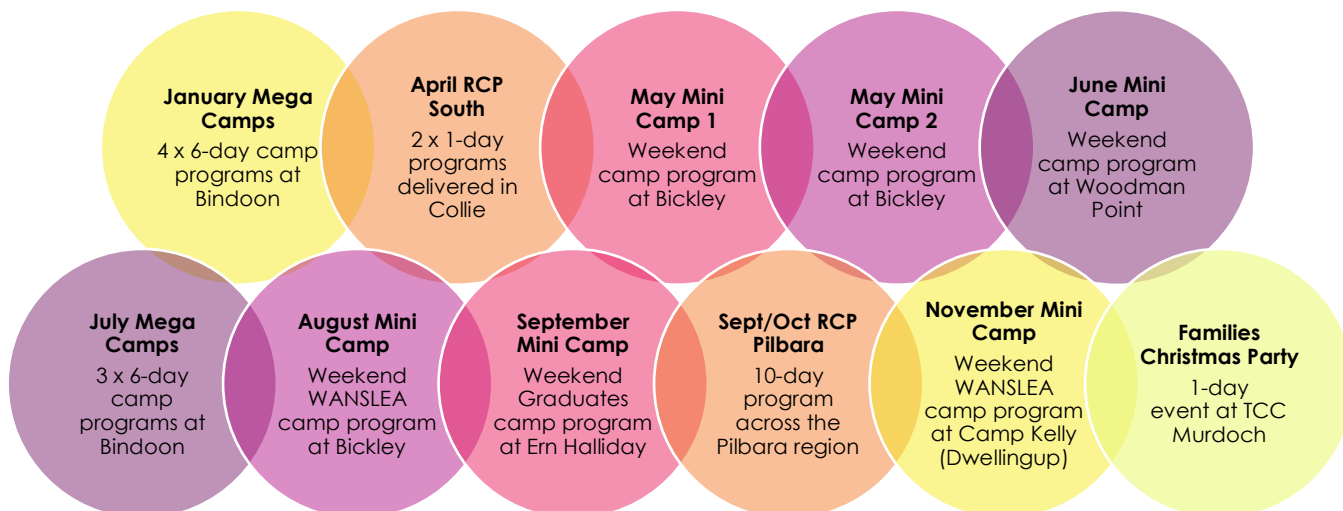 January Mega
Camps
4 x 6-day camp
programs at
Bindoon
April RCP
South
2 x 1-day
programs
delivered in
Collie
May Mini
Camp 1
Weekend
camp program
at Bickley
May Mini
Camp 2
Weekend
camp program
at Bickley
June Mini
Camp
Weekend
camp program
at Woodman
Point
July Mega
Camps
3 x 6-day
camp
programs at
Bindoon
August Mini
Camp
Weekend
WANSLEA
camp program
at Bickley
September
Mini Camp
Weekend
Graduates
camp program
at Ern Halliday
Sept/Oct RCP
Pilbara
10-day
program
across the
Pilbara region
November Mini
Camp
Weekend
WANSLEA
camp program
at Camp Kelly
(Dwellingup)
Families
Christmas Party
1-day
event at TCC
Murdoch